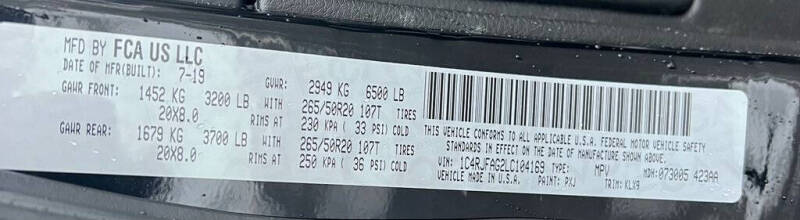 MFD BY FCA US LLC
DATE OF MFR(BUILT): 7-19 GVWR: 2949 KG 6500 LB
GAWR FRONT: 1452 KG 3200 LB WITH 265/50R20 107T TIRES
20X8.0 RIMS AT 230 KPA ( 33 PSI) COLD
GAWR REAR: 1679 KG 3700 LB WITH 265/50R20 107T TIRES
20X8.0 RIMS AT 250 KPA ( 36 PSI) COLD
THIS VEHICLE CONFORMS TO ALL APPLICABLE U.S.A. FEDERAL MOTOR VEHICLE SAFETY
STANDARDS IN EFFECT ON THE DATE OF MANUFACTURE SHOWN ABOVE.
VIN: 1C4RJFAG2LC104169 TYPE: MPV MDH: 073005 423AA
VEHICLE MADE IN U.S.A. PAINT: PXJ TRIM: KLX9